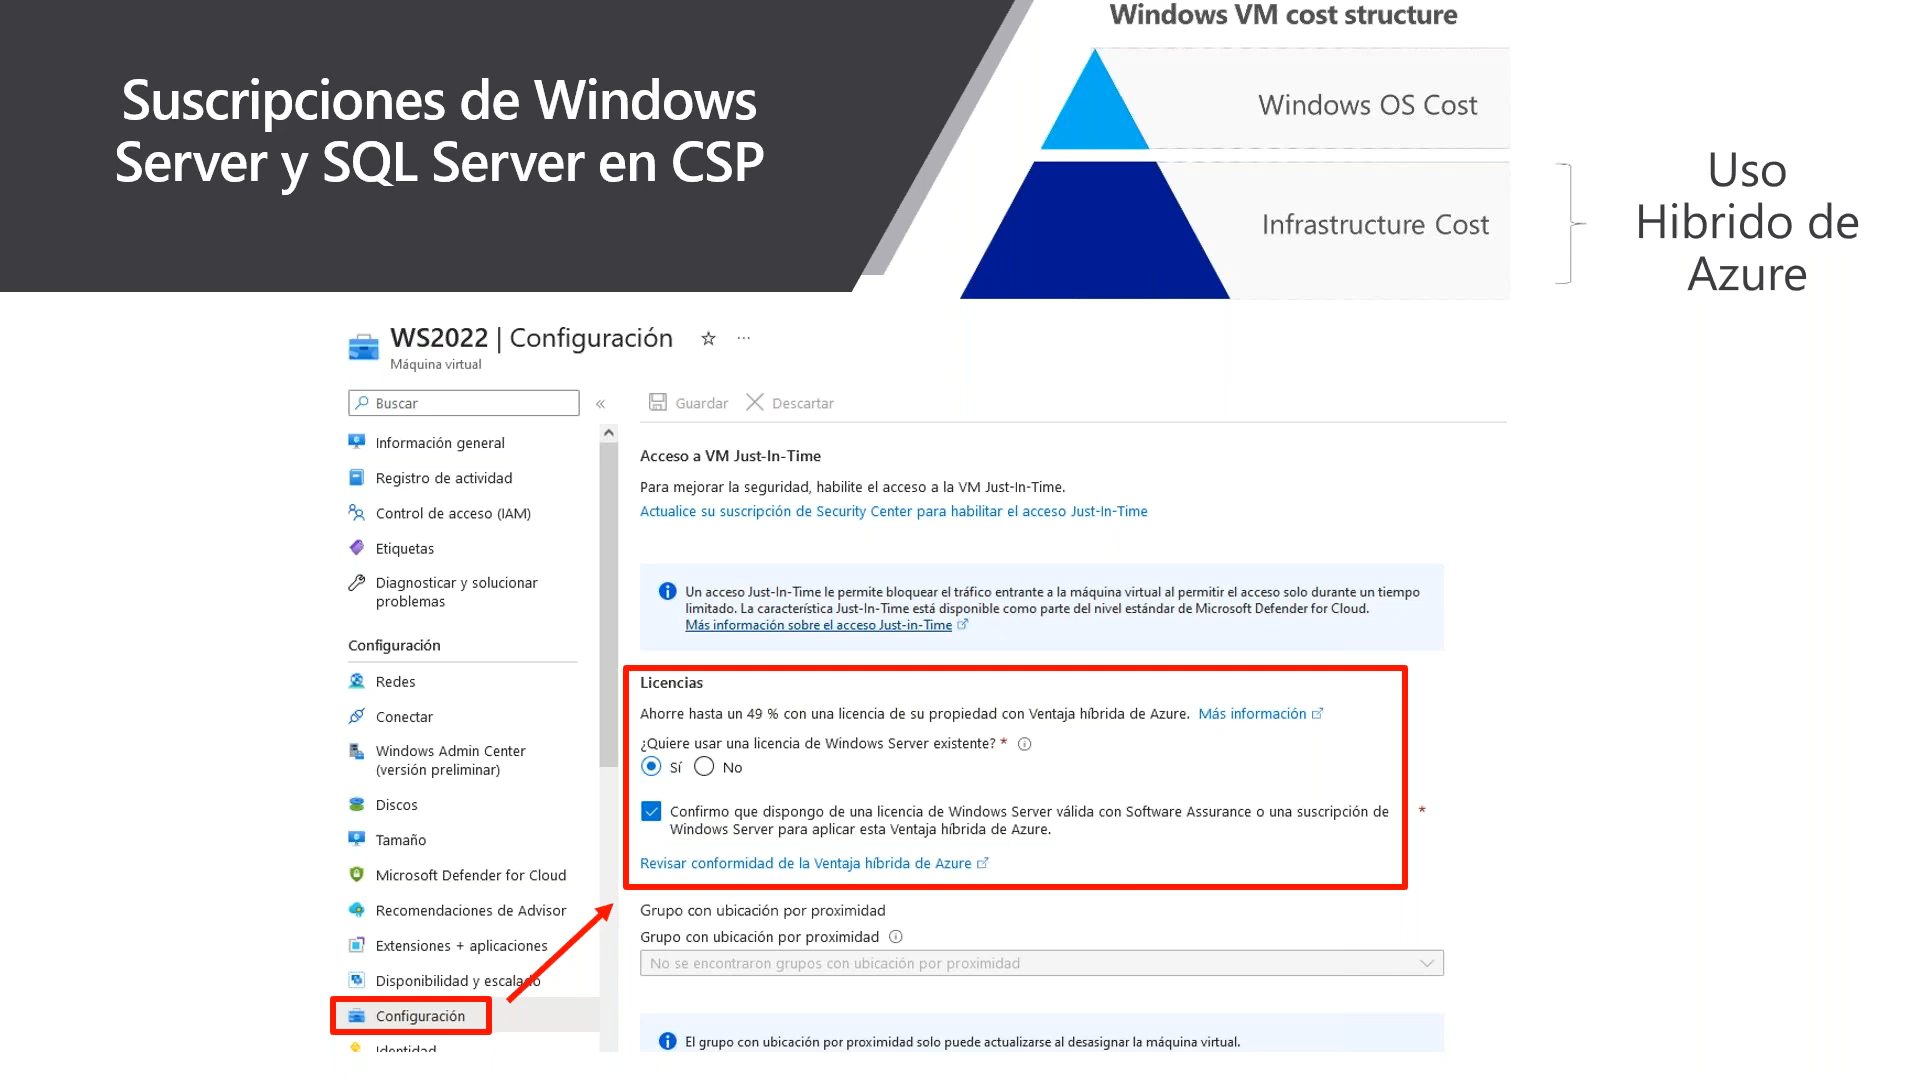 Suscripciones de Windows
Server y SQL Server en CSP
Windows VM cost structure
Windows OS Cost
Infrastructure Cost
Uso
Hibrido de
Azure
WS2022 | Configuración
Máquina virtual
Buscar
Guardar
Descartar
Información general
Registro de actividad
Control de acceso (IAM)
Etiquetas
Diagnosticar y solucionar
problemas
Configuración
Redes
Conectar
Windows Admin Center
(versión preliminar)
Discos
Tamaño
Microsoft Defender for Cloud
Recomendaciones de Advisor
Extensiones + aplicaciones
Disponibilidad y escalado
Configuración
Identidad
Acceso a VM Just-In-Time
Para mejorar la seguridad, habilite el acceso a la VM Just-In-Time.
Actualice su suscripción de Security Center para habilitar el acceso Just-In-Time
Un acceso Just-In-Time le permite bloquear el tráfico entrante a la máquina virtual al permitir el acceso solo durante un tiempo
limitado. La característica Just-In-Time está disponible como parte del nivel estándar de Microsoft Defender for Cloud.
Más información sobre el acceso Just-in-Time
Licencias
Ahorre hasta un 49 % con una licencia de su propiedad con Ventaja híbrida de Azure. Más información
¿Quiere usar una licencia de Windows Server existente? *
Sí No
Confirmo que dispongo de una licencia de Windows Server válida con Software Assurance o una suscripción de *
Windows Server para aplicar esta Ventaja híbrida de Azure.
Revisar conformidad de la Ventaja híbrida de Azure
Grupo con ubicación por proximidad
Grupo con ubicación por proximidad
No se encontraron grupos con ubicación por proximidad
El grupo con ubicación por proximidad solo puede actualizarse al desasignar la máquina virtual.